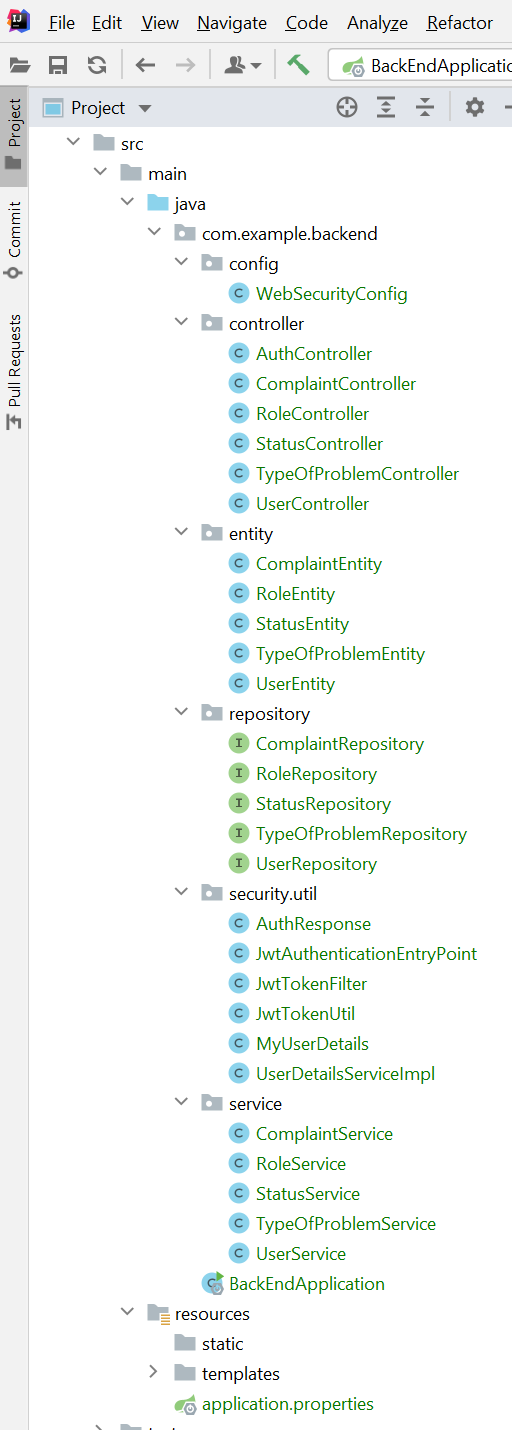 File Edit View Navigate Code Analyze Refactor
BackEndApplicatio
Project
Project
Commit
Pull Requests
src
main
java
com.example.backend
config
WebSecurityConfig
controller
AuthController
ComplaintController
RoleController
StatusController
TypeOfProblemController
UserController
entity
ComplaintEntity
RoleEntity
StatusEntity
TypeOfProblemEntity
UserEntity
repository
ComplaintRepository
RoleRepository
StatusRepository
TypeOfProblemRepository
UserRepository
security.util
AuthResponse
JwtAuthenticationEntryPoint
JwtTokenFilter
JwtTokenUtil
MyUserDetails
UserDetailsServiceImpl
service
ComplaintService
RoleService
StatusService
TypeOfProblemService
UserService
BackEndApplication
resources
static
templates
application.properties